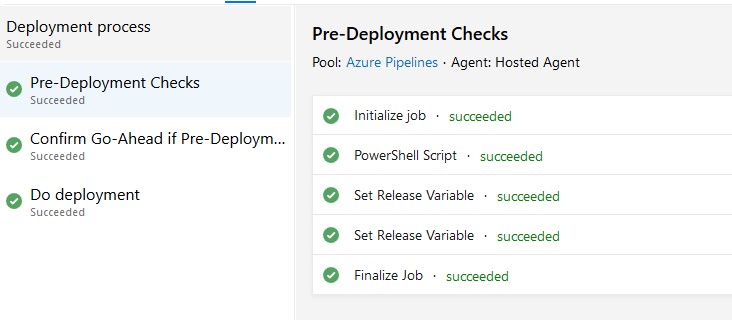 Deployment process
Succeeded
Pre-Deployment Checks
Succeeded
Confirm Go-Ahead if Pre-Deploym...
Succeeded
Do deployment
Succeeded
Pre-Deployment Checks
Pool: Azure Pipelines · Agent: Hosted Agent
Initialize job · succeeded
PowerShell Script · succeeded
Set Release Variable · succeeded
Set Release Variable · succeeded
Finalize Job · succeeded